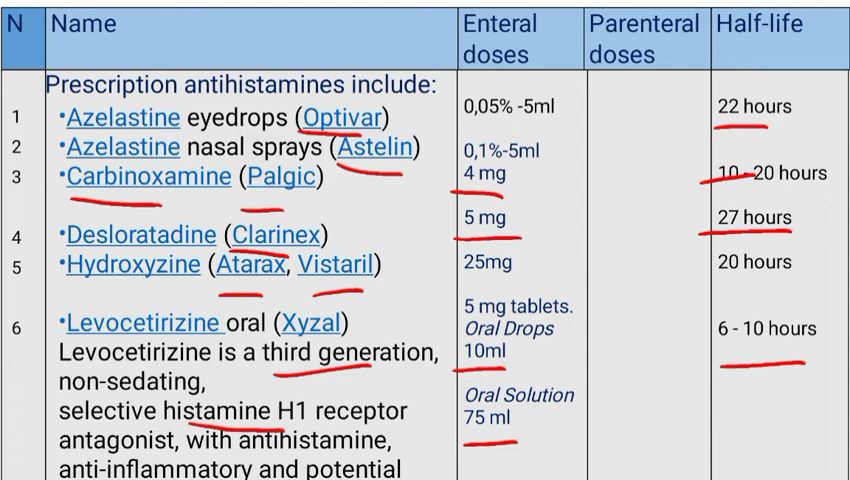 N Name Enteral doses Parenteral doses Half-life
Prescription antihistamines include:
1 •Azelastine eyedrops (Optivar) 0,05% -5ml 22 hours
2 •Azelastine nasal sprays (Astelin) 0,1%-5ml
3 •Carbinoxamine (Palgic) 4 mg 10 - 20 hours
4 •Desloratadine (Clarinex) 5 mg 27 hours
5 •Hydroxyzine (Atarax, Vistaril) 25mg 20 hours
6 •Levocetirizine oral (Xyzal) 5 mg tablets. 6 - 10 hours
Oral Drops
10ml
Oral Solution
75 ml
Levocetirizine is a third generation,
non-sedating,
selective histamine H1 receptor
antagonist, with antihistamine,
anti-inflammatory and potential